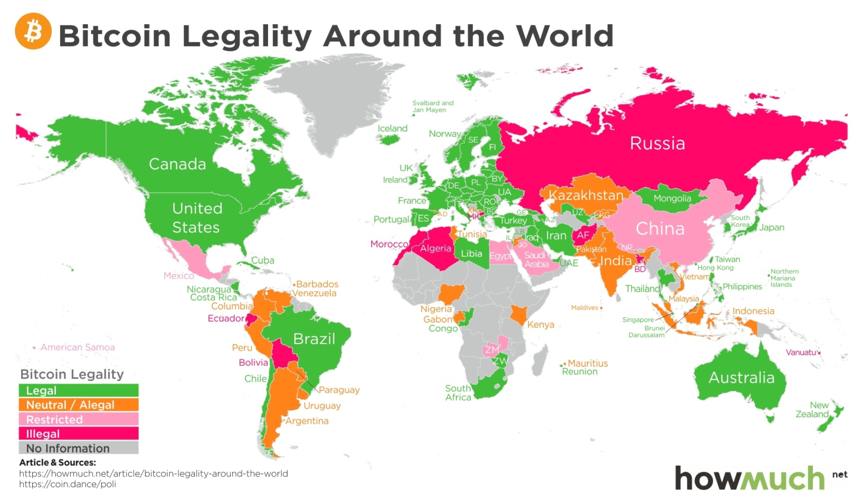 Bitcoin Legality Around the World
Svalbard and
Jan Mayen
Iceland
Norway
SE
FI
Russia
Canada
UK
Ireland
DE
PL
BY
UA
France
RO
Kazakhstan
Mongolia
United
States
Portugal
ES
MK
GE
Turkey
UZ
KRG
South
Korea
Japan
AD
Tunisia
Morocco
Algeria
Libia
Egypt
IL
JO
Iraq
Iran
AF
Pakistan
China
Saudi
Arabia
UAE
India
NP
BD
Taiwan
Hong Kong
Mexico
Cuba
Northern
Mariana
Islands
Nicaragua
Costa Rica
Barbados
Venezuela
Columbia
Thailand
Vietnam
Philippines
Ecuador
Nigeria
Gabon
Congo
Kenya
Maldives
Malaysia
Indonesia
Singapore
Brunei
Darussalam
Brazil
Peru
American Samoa
Bolivia
ZM
ZW
Mauritius
Reunion
Vanuatu
Australia
Chile
Paraguay
Uruguay
Argentina
South
Africa
New
Zealand
Bitcoin Legality
Legal
Neutral / Alegal
Restricted
Illegal
No Information
Article & Sources:
https://howmuch.net/article/bitcoin-legality-around-the-world
https://coin.dance/poli
howmuch.net